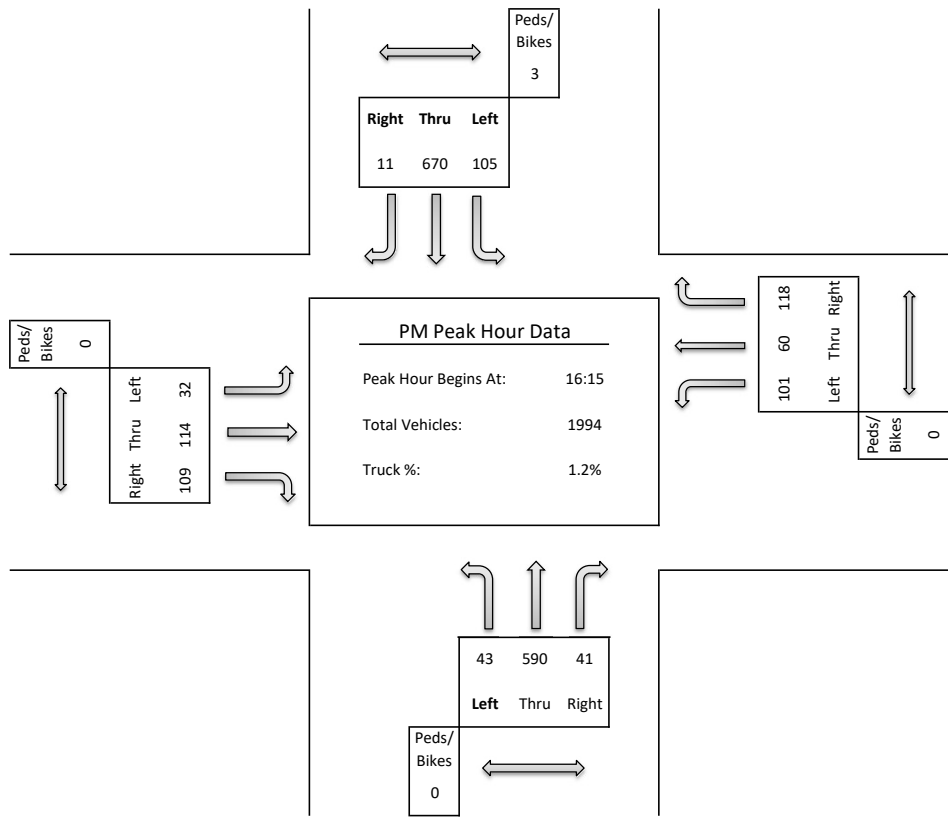 Peds/
Bikes
3
Right Thru Left
11 670 105
118 Right
60 Thru
101 Left
Peds/
Bikes
0
PM Peak Hour Data
Peak Hour Begins At: 16:15
Total Vehicles: 1994
Truck %: 1.2%
Peds/
Bikes
0
Left 32
Thru 114
Right 109
43 590 41
Left Thru Right
Peds/
Bikes
0